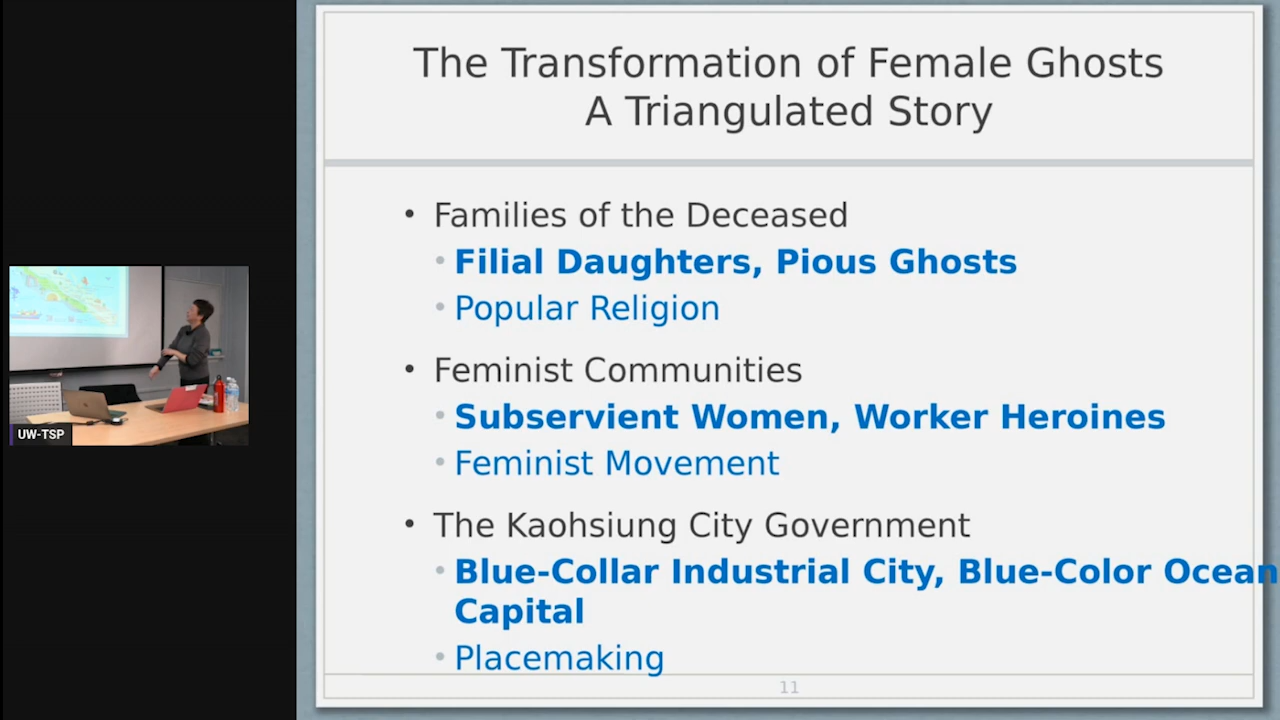 The Transformation of Female Ghosts
A Triangulated Story
• Families of the Deceased
• Filial Daughters, Pious Ghosts
• Popular Religion
• Feminist Communities
• Subservient Women, Worker Heroines
• Feminist Movement
• The Kaohsiung City Government
• Blue-Collar Industrial City, Blue-Color Ocean
Capital
• Placemaking
11
UW-TSP